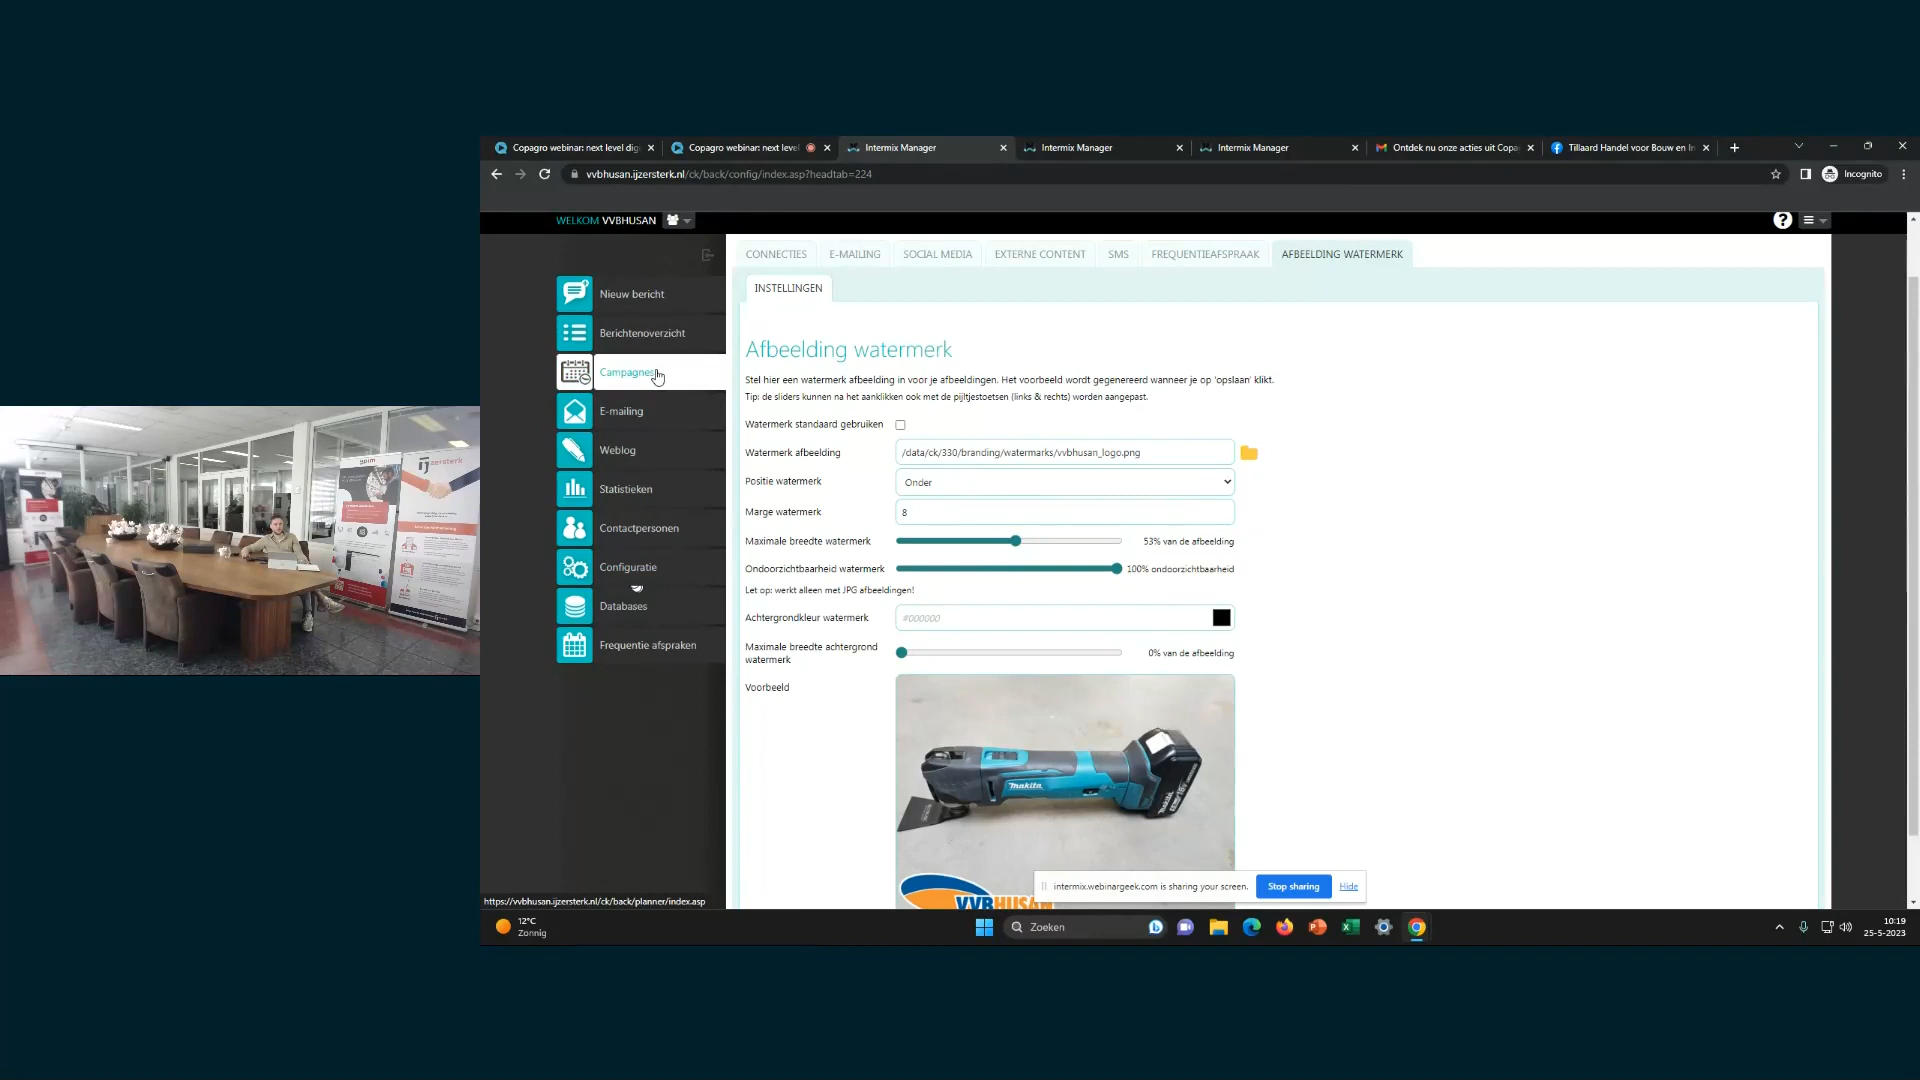 Copagro webinar: next level dig
Copagro webinar: next level
Intermix Manager
Intermix Manager
Intermix Manager
Ontdek nu onze acties uit Copa
Tillaard Handel voor Bouw en In
vvbhusan.ijzersterk.nl/ck/back/config/index.asp?headtab=224
Incognito
WELKOM VVBHUSAN
CONNECTIES
E-MAILING
SOCIAL MEDIA
EXTERNE CONTENT
SMS
FREQUENTIEAFSPRAAK
AFBEELDING WATERMERK
INSTELLINGEN
Nieuw bericht
Berichtenoverzicht
Campagnes
E-mailing
Weblog
Statistieken
Contactpersonen
Configuratie
Databases
Frequentie afspraken
Afbeelding watermerk
Stel hier een watermerk afbeelding in voor je afbeeldingen. Het voorbeeld wordt gegenereerd wanneer je op 'opslaan' klikt.
Tip: de sliders kunnen na het aanklikken ook met de pijltjestoetsen (links & rechts) worden aangepast.
Watermerk standaard gebruiken
Watermerk afbeelding
/data/ck/330/branding/watermarks/vvbhusan_logo.png
Positie watermerk
Onder
Marge watermerk
8
Maximale breedte watermerk
53% van de afbeelding
Ondoorzichtbaarheid watermerk
100% ondoorzichtbaarheid
Let op: werkt alleen met JPG afbeeldingen!
Achtergrondkleur watermerk
#000000
Maximale breedte achtergrond
watermerk
0% van de afbeelding
Voorbeeld
makita
VVBHUSAN
intermix.webinargeek.com is sharing your screen.
Stop sharing
Hide
https://vvbhusan.ijzersterk.nl/ck/back/planner/index.asp
12°C
Zonnig
Zoeken
10:19
25-5-2023
ijzersterk